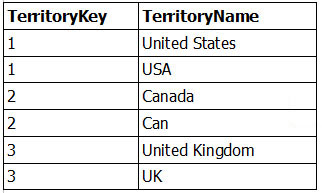 TerritoryKey TerritoryName
1 United States
1 USA
2 Canada
2 Can
3 United Kingdom
3 UK